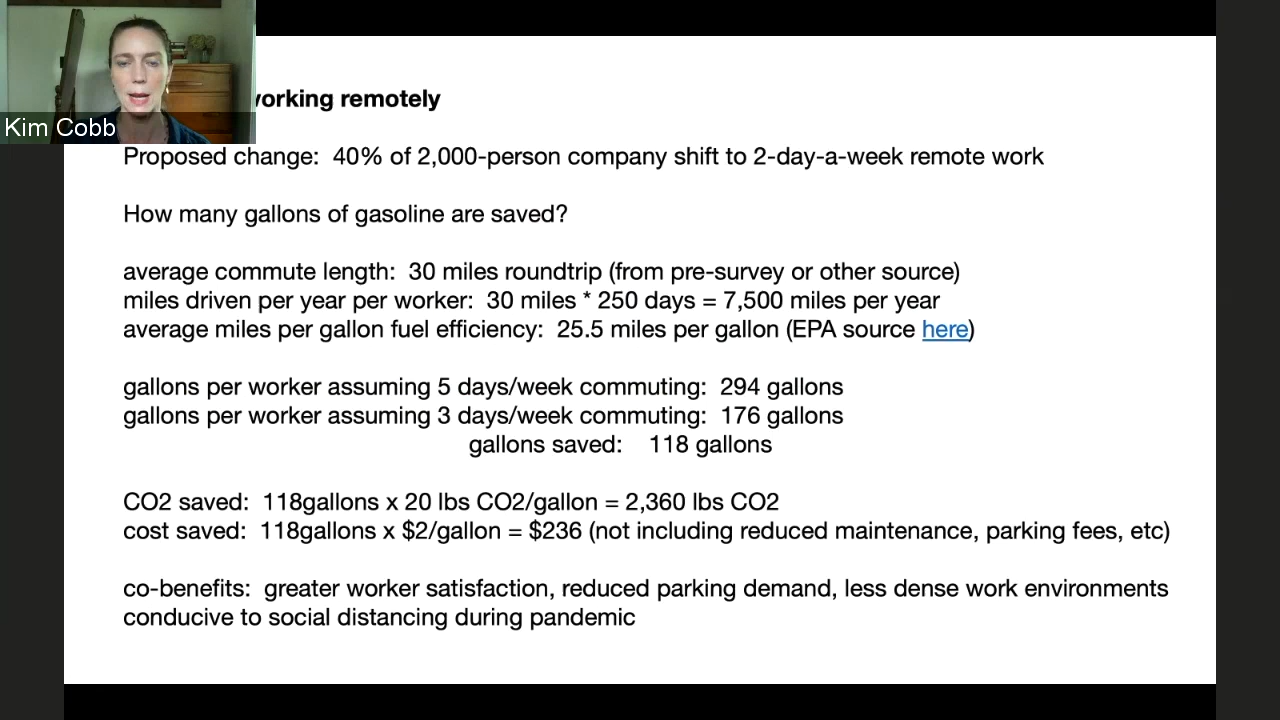 working remotely
Kim Cobb
Proposed change: 40% of 2,000-person company shift to 2-day-a-week remote work
How many gallons of gasoline are saved?
average commute length: 30 miles roundtrip (from pre-survey or other source)
miles driven per year per worker: 30 miles * 250 days = 7,500 miles per year
average miles per gallon fuel efficiency: 25.5 miles per gallon (EPA source here)
gallons per worker assuming 5 days/week commuting: 294 gallons
gallons per worker assuming 3 days/week commuting: 176 gallons
gallons saved: 118 gallons
CO2 saved: 118gallons x 20 lbs CO2/gallon = 2,360 lbs CO2
cost saved: 118gallons x $2/gallon = $236 (not including reduced maintenance, parking fees, etc)
co-benefits: greater worker satisfaction, reduced parking demand, less dense work environments
conducive to social distancing during pandemic